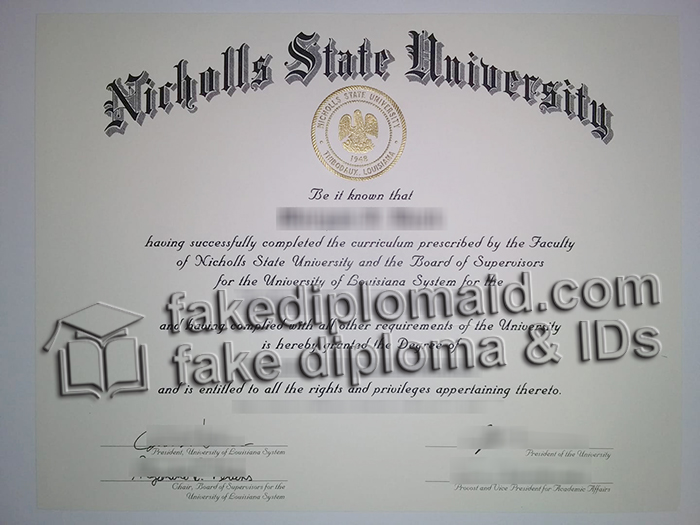 Nicholls State University
NICHOLLS STATE UNIVERSITY
1948
THIBODAUX, LOUISIANA
Be it known that
having successfully completed the curriculum prescribed by the Faculty
of Nicholls State University and the Board of Supervisors
for the University of Louisiana System for the
fakediplomaid.com
and having complied with all other requirements of the University
is hereby granted the Degree of
fake diploma & IDs
and is entitled to all the rights and privileges appertaining thereto.
President, University of Louisiana System
President of the University
Chair, Board of Supervisors for the
University of Louisiana System
Provost and Vice President for Academic Affairs